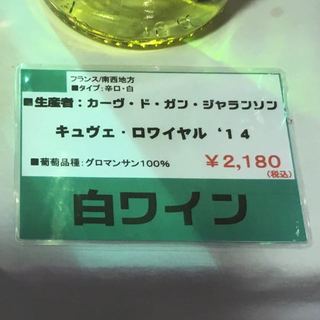 フランス/南西地方
■タイプ:辛口・白
■生産者:カーヴ・ド・ガン・ジャランソン
キュヴェ・ロワイヤル '14
■葡萄品種:グロマンサン100%
¥2,180
(税込)
白ワイン